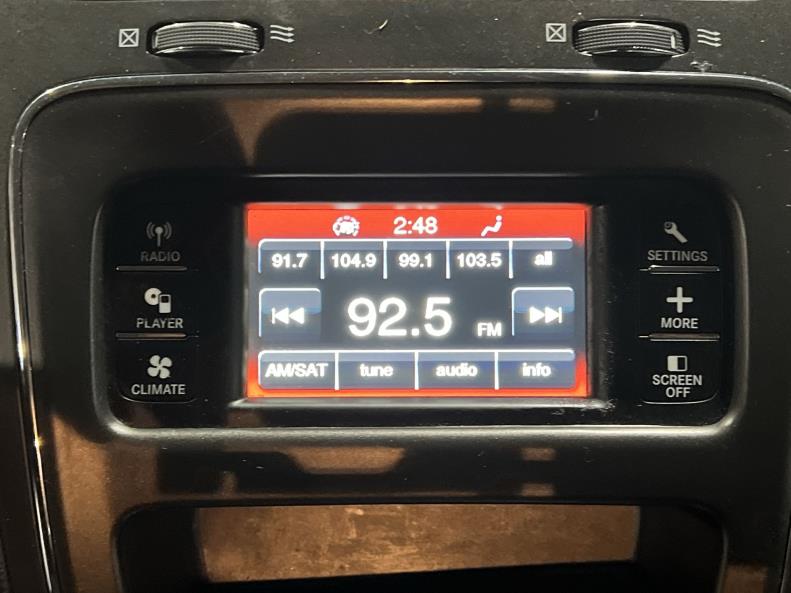 2:48
91.7 104.9 99.1 103.5 all
92.5 FM
AM/SAT tune audio info
RADIO
PLAYER
CLIMATE
SETTINGS
MORE
SCREEN
OFF